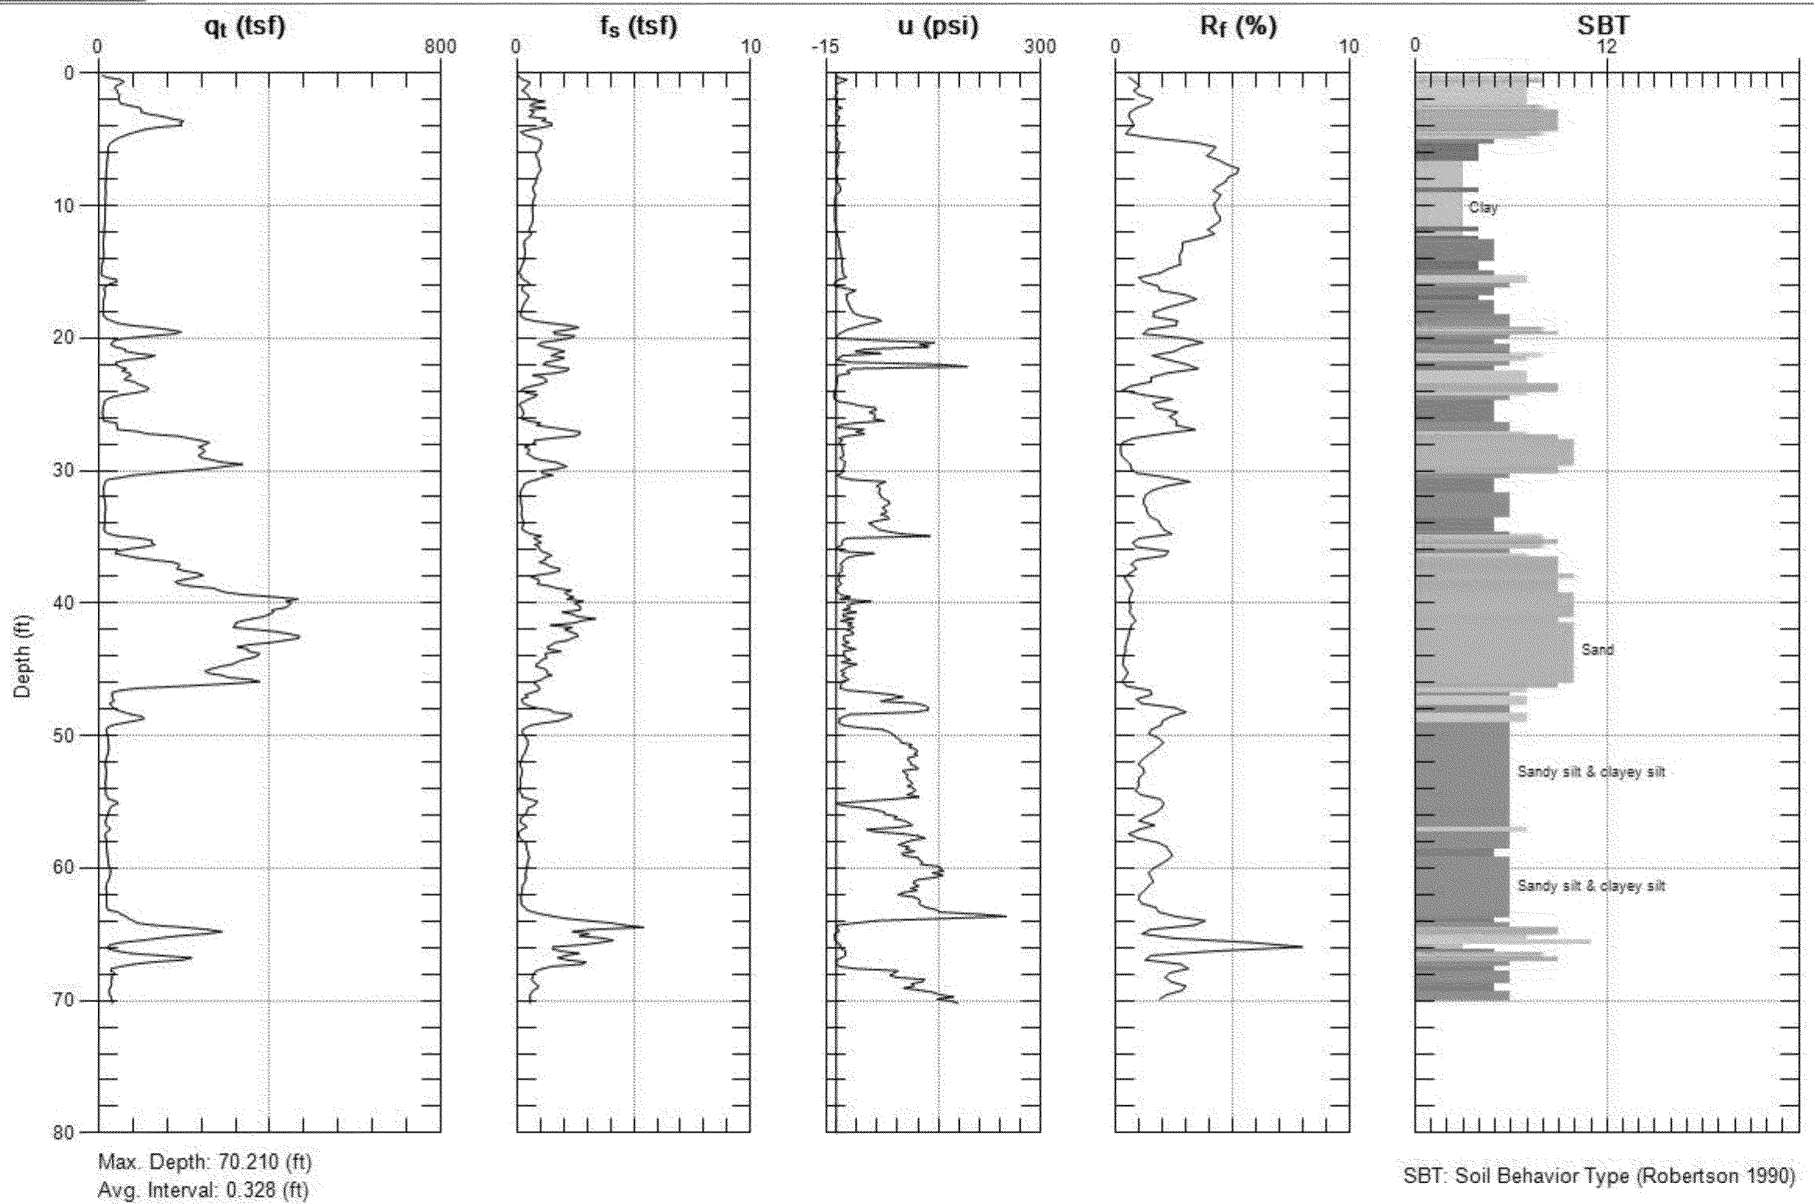 qt (tsf) fs (tsf) u (psi) Rf (%) SBT
0 800 0 10 -15 300 0 10 0 12
0
10
Clay
20
30
40
Depth (ft)
Sand
50
Sandy silt & clayey silt
60
Sandy silt & clayey silt
70
80
Max. Depth: 70.210 (ft)
Avg. Interval: 0.328 (ft)
SBT: Soil Behavior Type (Robertson 1990)